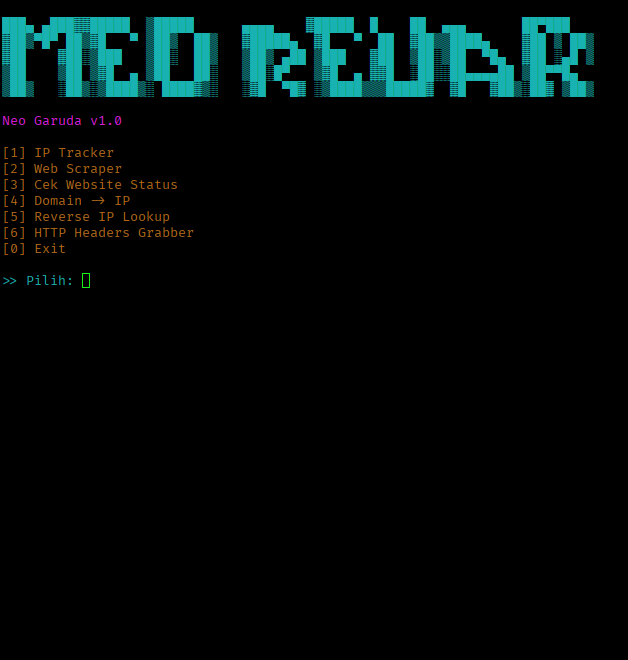 Neo Garuda v1.0
[1] IP Tracker
[2] Web Scraper
[3] Cek Website Status
[4] Domain -> IP
[5] Reverse IP Lookup
[6] HTTP Headers Grabber
[0] Exit
>> Pilih: